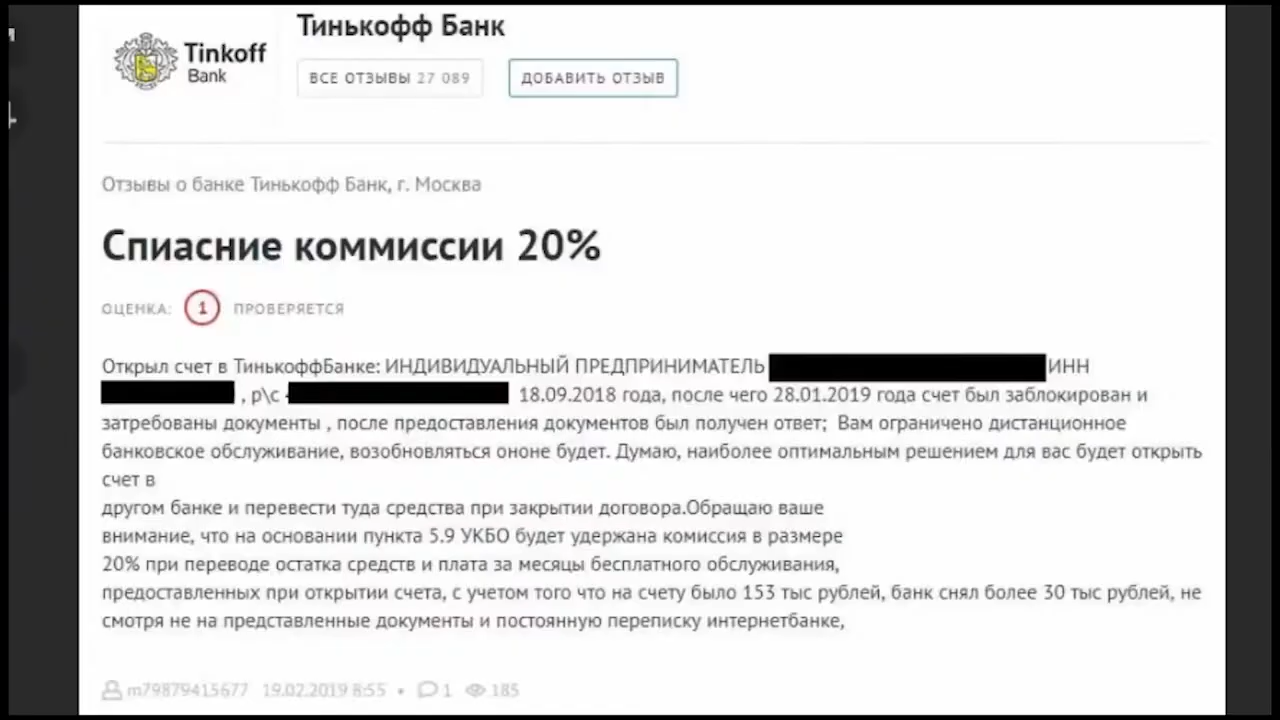 Tinkoff
Bank
Тинькофф Банк
ВСЕ ОТЗЫВЫ 27 089
ДОБАВИТЬ ОТЗЫВ
Отзывы о банке Тинькофф Банк, г. Москва
Спиасние коммиссии 20%
ОЦЕНКА: 1 ПРОВЕРЯЕТСЯ
Открыл счет в ТинькоффБанке: ИНДИВИДУАЛЬНЫЙ ПРЕДПРИНИМАТЕЛЬ ИНН
, р\с 18.09.2018 года, после чего 28.01.2019 года счет был заблокирован и
затребованы документы , после предоставления документов был получен ответ; Вам ограничено дистанционное
банковское обслуживание, возобновляться ононе будет. Думаю, наиболее оптимальным решением для вас будет открыть
счет в
другом банке и перевести туда средства при закрытии договора.Обращаю ваше
внимание, что на основании пункта 5.9 УКБО будет удержана комиссия в размере
20% при переводе остатка средств и плата за месяцы бесплатного обслуживания,
предоставленных при открытии счета, с учетом того что на счету было 153 тыс рублей, банк снял более 30 тыс рублей, не
смотря не на представленные документы и постоянную переписку интернетбанке,
m79879415677 19.02.2019 8:55 • 1 185